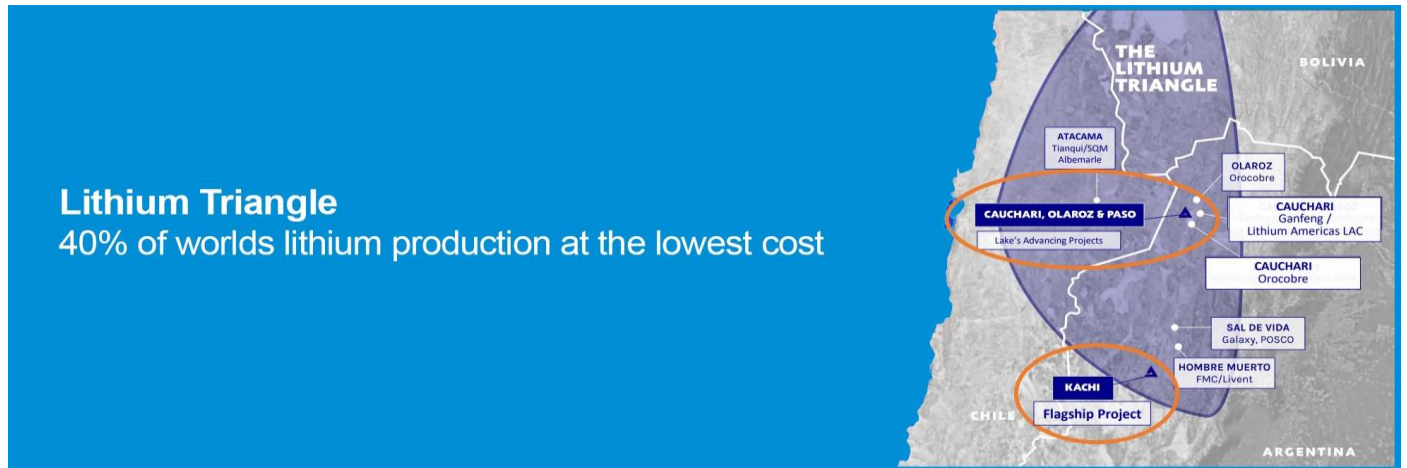 Lithium Triangle
40% of worlds lithium production at the lowest cost
THE
LITHIUM
TRIANGLE
BOLIVIA
ATACAMA
Tianqui/SQM
Albemarle
OLAROZ
Orocobre
CAUCHARI, OLAROZ & PASO
Lake's Advancing Projects
CAUCHARI
Ganfeng /
Lithium Americas LAC
CAUCHARI
Orocobre
SAL DE VIDA
Galaxy, POSCO
HOMBRE MUERTO
FMC/Livent
KACHI
Flagship Project
CHILE
ARGENTINA